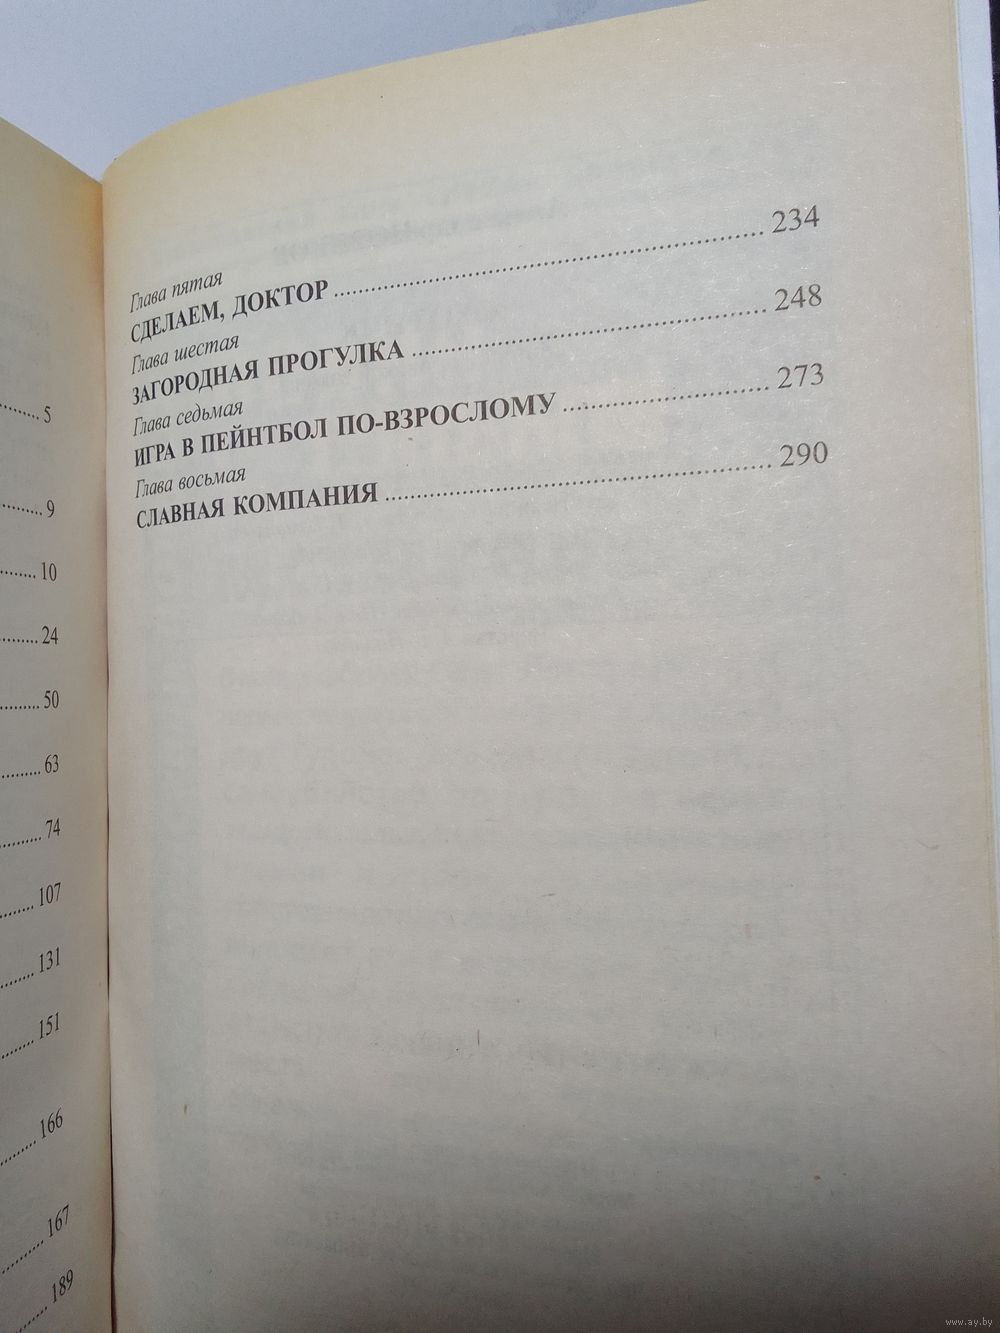 5
9
10
24
50
63
74
107
131
151
166
167
189
Глава пятая
СДЕЛАЕМ, ДОКТОР 234
Глава шестая
ЗАГОРОДНАЯ ПРОГУЛКА 248
Глава седьмая
ИГРА В ПЕЙНТБОЛ ПО-ВЗРОСЛОМУ 273
Глава восьмая
СЛАВНАЯ КОМПАНИЯ 290
www.ay.by